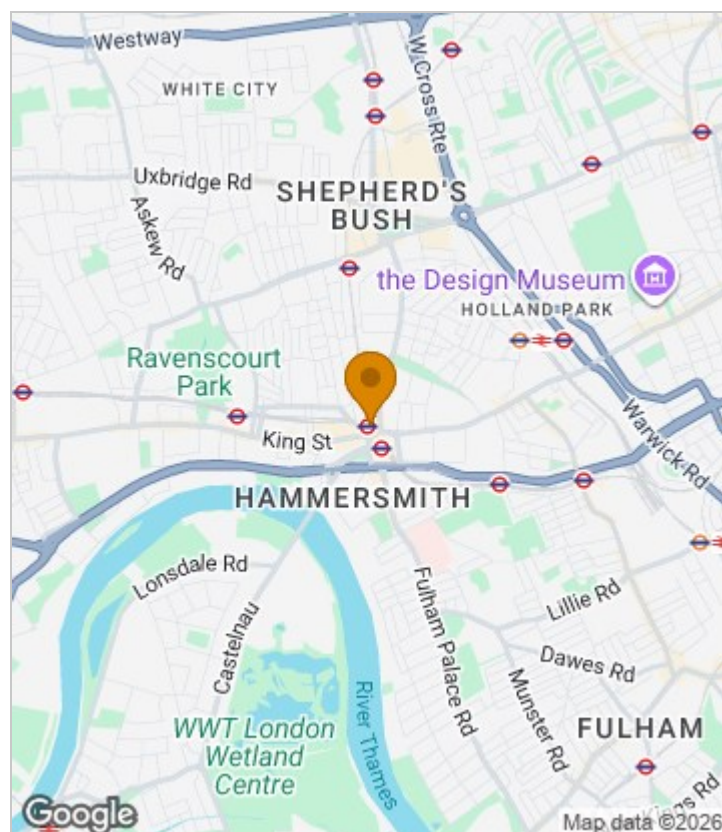 Westway
W Cross Rte
WHITE CITY
Uxbridge Rd
SHEPHERD'S
BUSH
Askew Rd
the Design Museum
HOLLAND PARK
Ravenscourt
Park
King St
Warwick Rd
HAMMERSMITH
Lonsdale Rd
Fulham Palace Rd
Lillie Rd
Castelnau
Dawes Rd
Munster Rd
River Thames
WWT London
Wetland
Centre
FULHAM
Kings Rd
Google
Map data ©2026